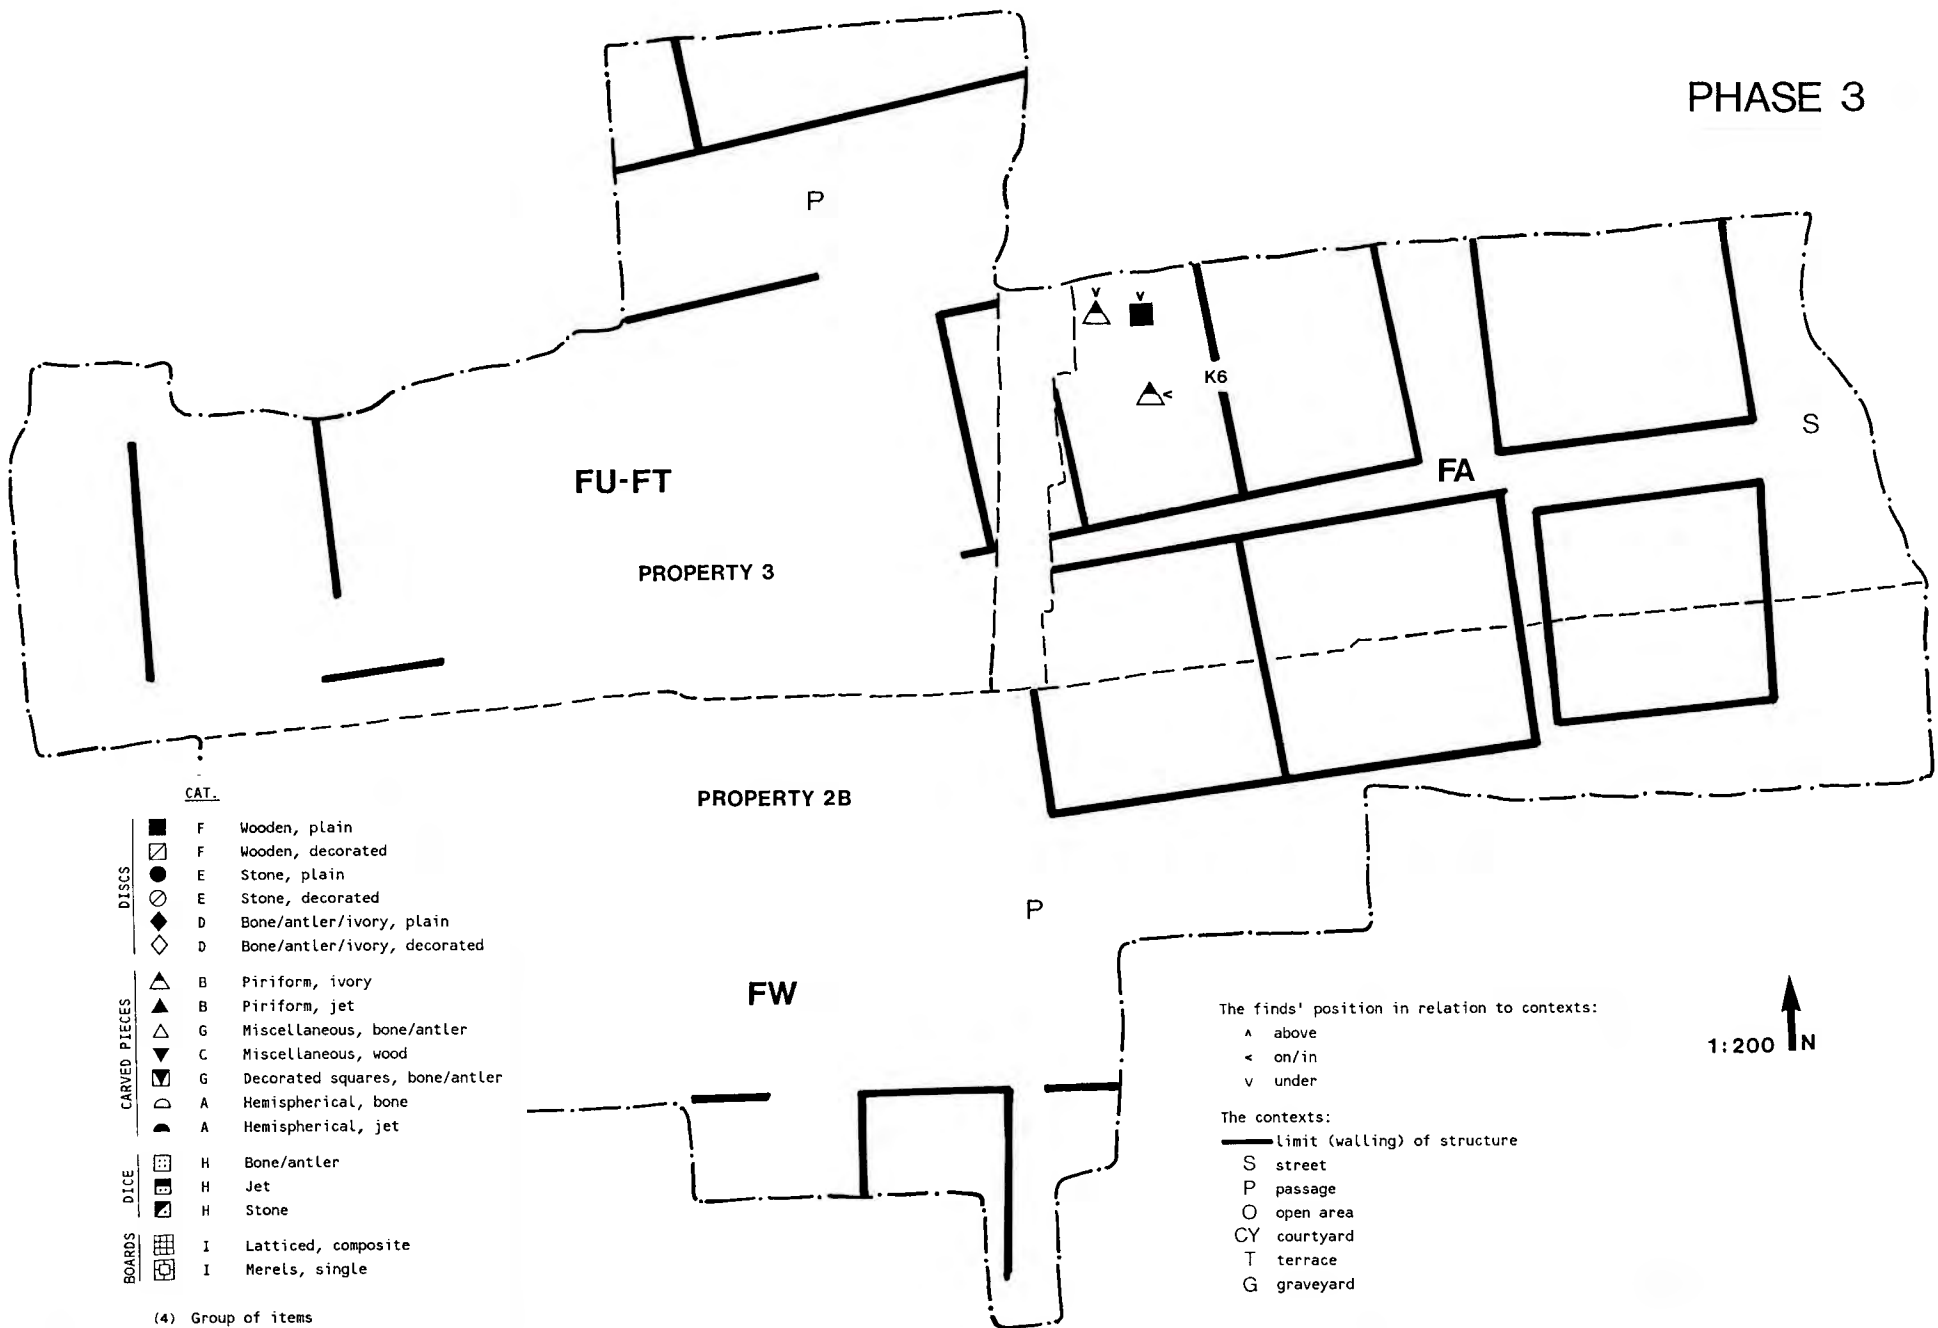 PHASE 3
P
v v
<
K6
S
FU-FT
FA
PROPERTY 3
PROPERTY 2B
P
FW
CAT.
DISCS
F Wooden, plain
F Wooden, decorated
E Stone, plain
E Stone, decorated
D Bone/antler/ivory, plain
D Bone/antler/ivory, decorated
CARVED PIECES
B Piriform, ivory
B Piriform, jet
G Miscellaneous, bone/antler
C Miscellaneous, wood
G Decorated squares, bone/antler
A Hemispherical, bone
A Hemispherical, jet
DICE
H Bone/antler
H Jet
H Stone
BOARDS
I Latticed, composite
I Merels, single
(4) Group of items
The finds' position in relation to contexts:
ʌ above
< on/in
v under
The contexts:
limit (walling) of structure
S street
P passage
O open area
CY courtyard
T terrace
G graveyard
1:200 N